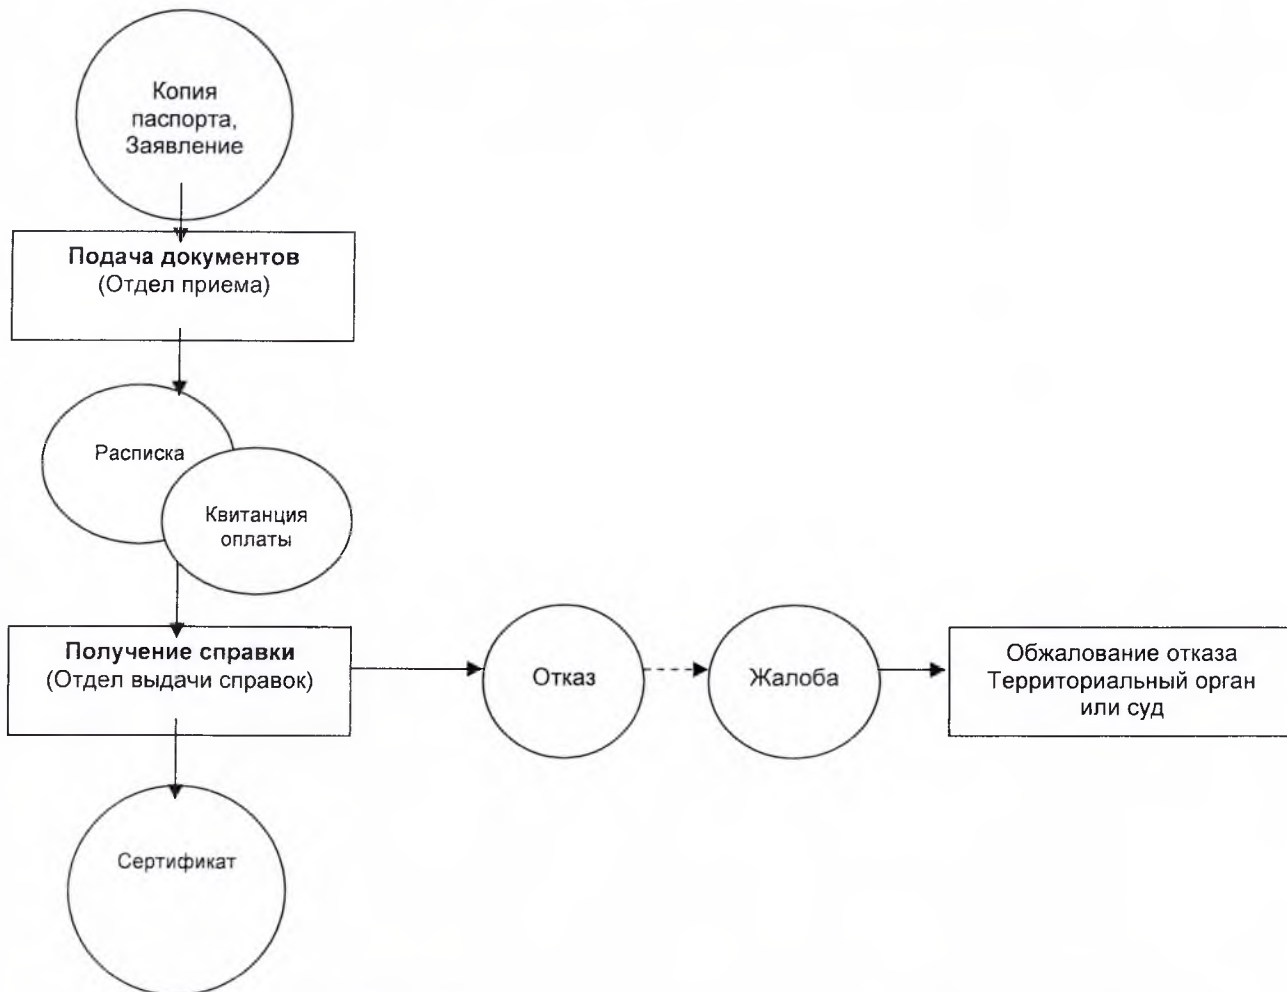 Копия
паспорта,
Заявление
Подача документов
(Отдел приема)
Расписка
Квитанция
оплаты
Получение справки
(Отдел выдачи справок)
Отказ
Жалоба
Обжалование отказа
Территориальный орган
или суд
Сертификат